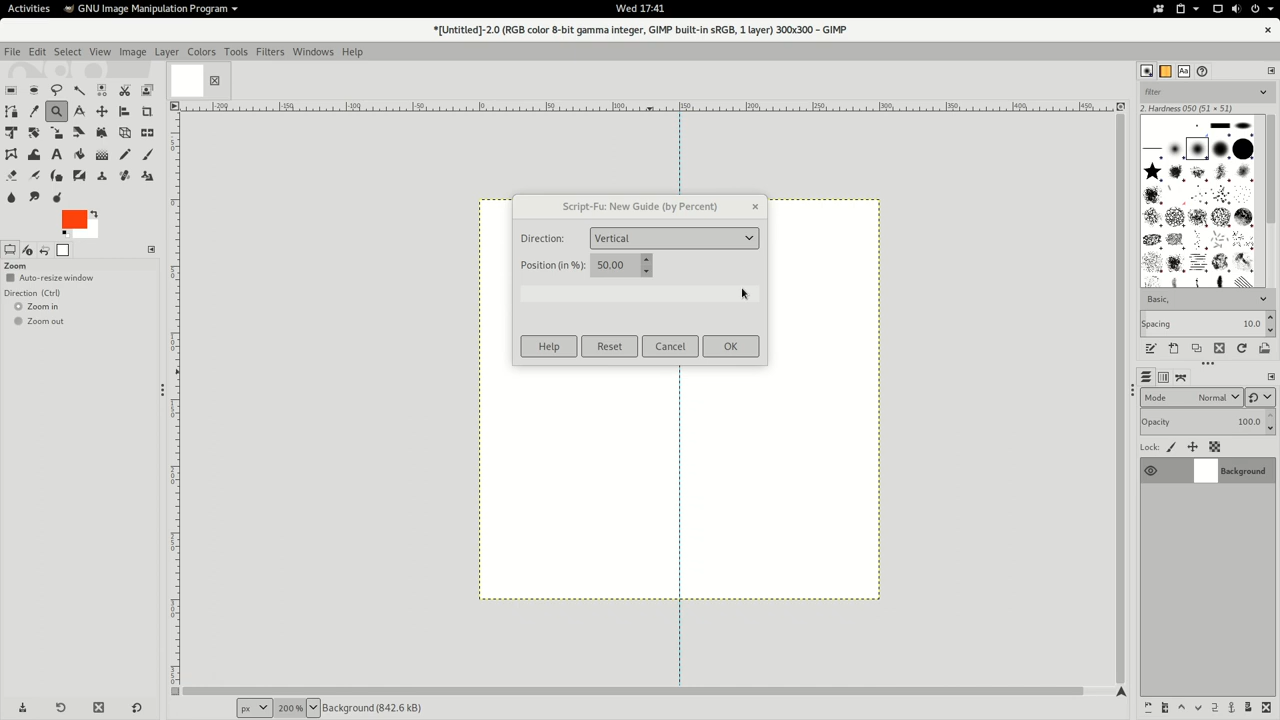 Activities GNU Image Manipulation Program Wed 17:41
*[Untitled]-2.0 (RGB color 8-bit gamma integer, GIMP built-in sRGB, 1 layer) 300x300 – GIMP
File Edit Select View Image Layer Colors Tools Filters Windows Help
filter
2. Hardness 050 (51 × 51)
Script-Fu: New Guide (by Percent)
Direction: Vertical
Position (in %): 50.00
Help Reset Cancel OK
Zoom
Auto-resize window
Direction (Ctrl)
Zoom in
Zoom out
Basic,
Spacing 10.0
Mode Normal
Opacity 100.0
Lock:
Background
px 200 % Background (842.6 kB)